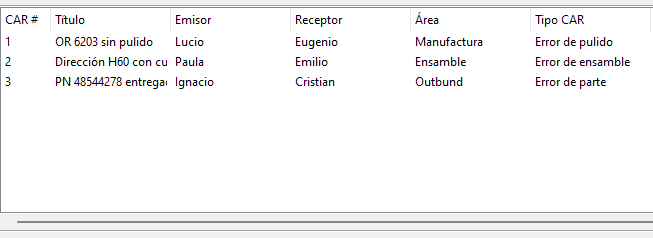 CAR # Título Emisor Receptor Área Tipo CAR
1 OR 6203 sin pulido Lucio Eugenio Manufactura Error de pulido
2 Dirección H60 con cu Paula Emilio Ensamble Error de ensamble
3 PN 48544278 entrega Ignacio Cristian Outbund Error de parte